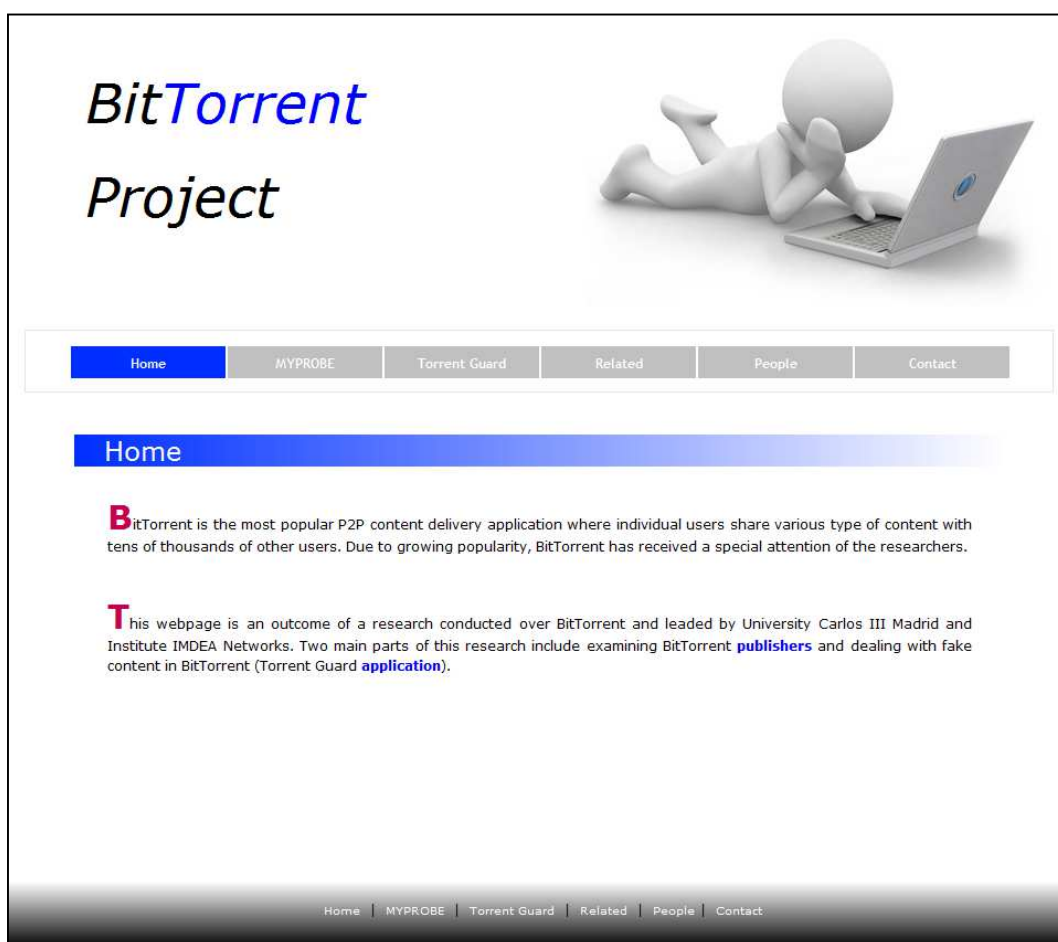 BitTorrent
Project
Home MYPROBE Torrent Guard Related People Contact
Home
BitTorrent is the most popular P2P content delivery application where individual users share various type of content with
tens of thousands of other users. Due to growing popularity, BitTorrent has received a special attention of the researchers.
This webpage is an outcome of a research conducted over BitTorrent and leaded by University Carlos III Madrid and
Institute IMDEA Networks. Two main parts of this research include examining BitTorrent publishers and dealing with fake
content in BitTorrent (Torrent Guard application).
Home | MYPROBE | Torrent Guard | Related | People | Contact